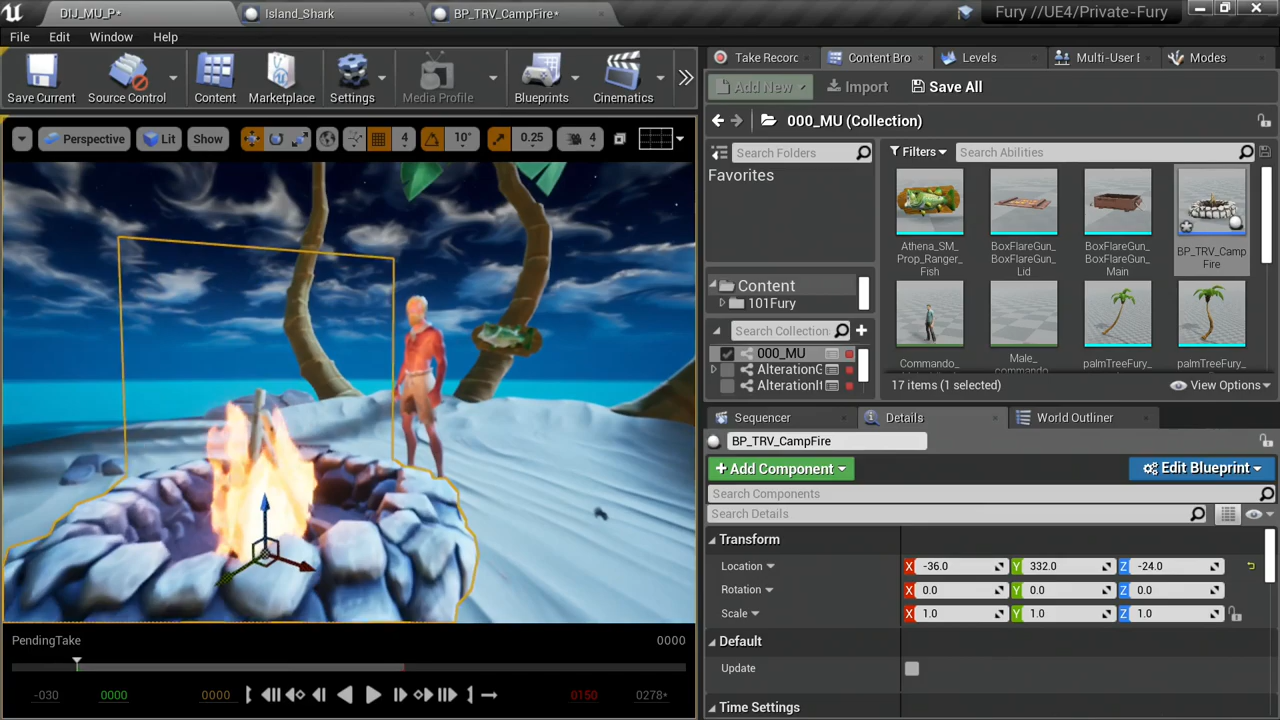 DIJ_MU_P*
Island_Shark
BP_TRV_CampFire*
Fury //UE4/Private-Fury
File Edit Window Help
Save Current
Source Control
Content
Marketplace
Settings
Media Profile
Blueprints
Cinematics
Perspective
Lit
Show
4
10°
0.25
4
PendingTake
0000
-030
0000
0000
0150
0278*
Take Recorc
Content Bro
Levels
Multi-User E
Modes
Add New
Import
Save All
000_MU (Collection)
Search Folders
Favorites
Content
101Fury
Search Collection
000_MU
AlterationG
AlterationIt
Filters
Search Abilities
Athena_SM_
Prop_Ranger_
Fish
BoxFlareGun_
BoxFlareGun_
Lid
BoxFlareGun_
BoxFlareGun_
Main
BP_TRV_Camp
Fire
Commando_
Male_
commando
palmTreeFury_
palmTreeFury_
17 items (1 selected)
View Options
Sequencer
Details
World Outliner
BP_TRV_CampFire
Add Component
Edit Blueprint
Search Components
Search Details
Transform
Location X -36.0 Y 332.0 Z -24.0
Rotation X 0.0 Y 0.0 Z 0.0
Scale X 1.0 Y 1.0 Z 1.0
Default
Update
Time Settings